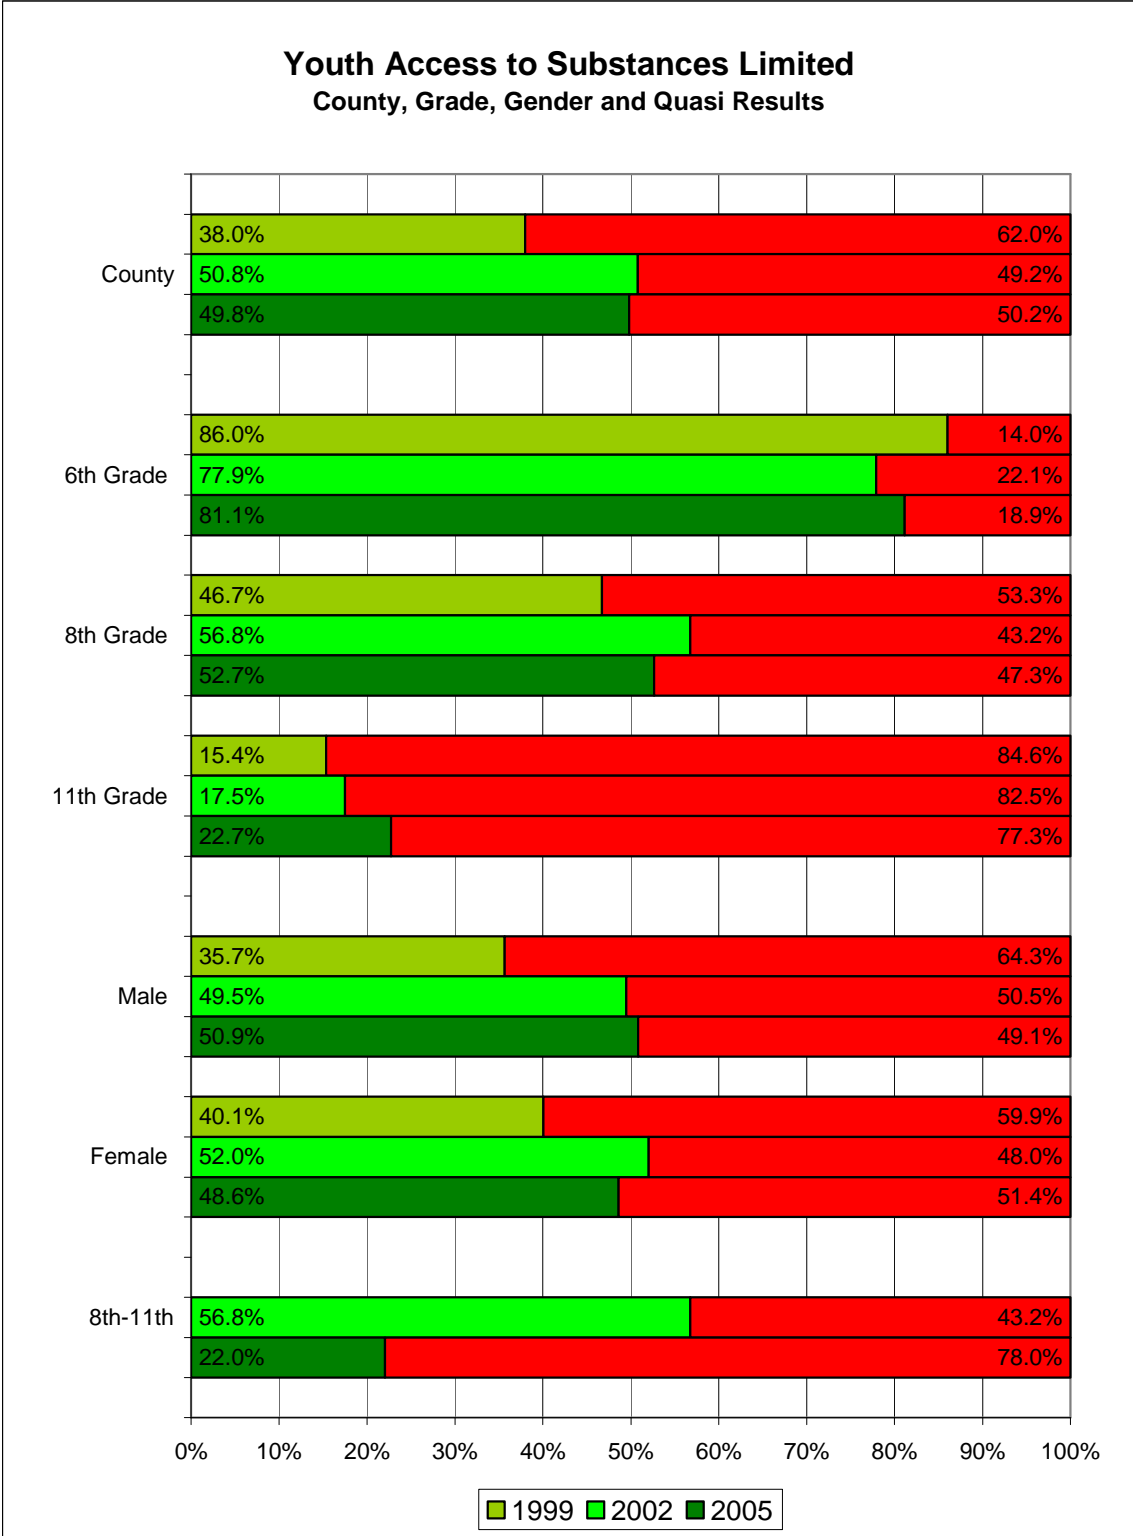 Youth Access to Substances Limited
County, Grade, Gender and Quasi Results
38.0% 62.0%
County 50.8% 49.2%
49.8% 50.2%
86.0% 14.0%
6th Grade 77.9% 22.1%
81.1% 18.9%
46.7% 53.3%
8th Grade 56.8% 43.2%
52.7% 47.3%
15.4% 84.6%
11th Grade 17.5% 82.5%
22.7% 77.3%
35.7% 64.3%
Male 49.5% 50.5%
50.9% 49.1%
40.1% 59.9%
Female 52.0% 48.0%
48.6% 51.4%
8th-11th 56.8% 43.2%
22.0% 78.0%
0% 10% 20% 30% 40% 50% 60% 70% 80% 90% 100%
1999 2002 2005